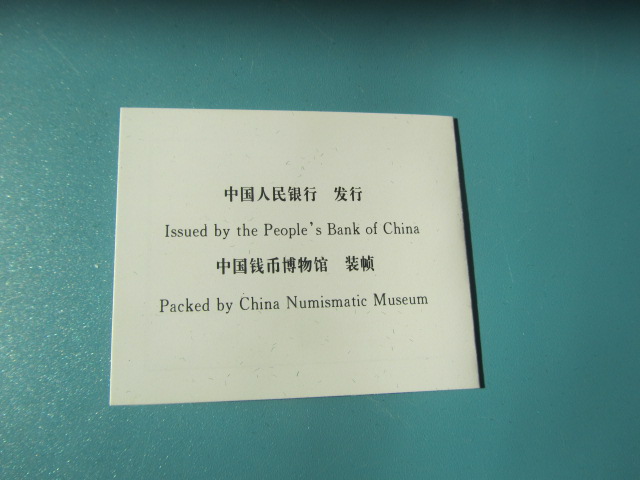 中国人民银行 发行
Issued by the People's Bank of China
中国钱币博物馆 装帧
Packed by China Numismatic Museum